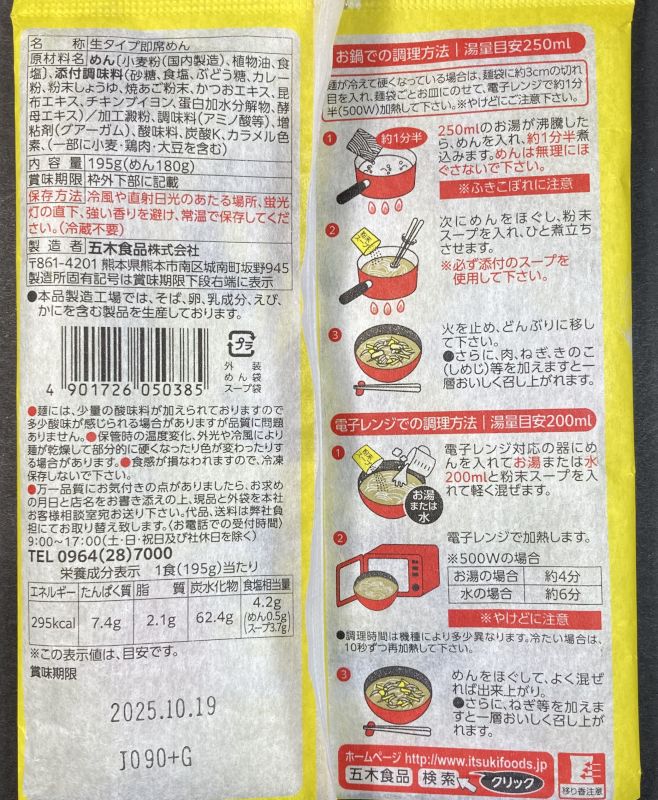 名称 生タイプ即席めん
原材料名 めん[小麦粉(国内製造)、植物油、食
塩]、添付調味料(砂糖、食塩、ぶどう糖、カレー
粉、粉末しょうゆ、焼あご粉末、かつおエキス、昆
布エキス、チキンブイヨン、蛋白加水分解物、酵
母エキス)／加工澱粉、調味料(アミノ酸等)、増
粘剤(グアーガム)、酸味料、炭酸K、カラメル色
素、(一部に小麦・鶏肉・大豆を含む)
内容量 195g(めん180g)
賞味期限 枠外下部に記載
保存方法 冷風や直射日光のあたる場所、蛍光
灯の直下、強い香りを避け、常温で保存してくだ
さい。(冷蔵不要)
製造者 五木食品株式会社
〒861-4201 熊本県熊本市南区城南町坂野945
製造所固有記号は賞味期限下段右端に表示
●本品製造工場では、そば、卵、乳成分、えび、
かにを含む製品を生産しております。
4 901726 050385
プラ
外装
めん袋
スープ袋
●麺には、少量の酸味料が加えられておりますので
多少酸味が感じられる場合がありますが品質に問題
ありません。●保管時の温度変化、外光や冷風により
麺が乾燥して部分的に硬くなったり色が変わったりす
る場合があります。●食感が損なわれますので、冷凍
保存しないで下さい。
●万一品質にお気付きの点がありましたら、お求め
の月日と店名をお書き添えの上、現品と外袋を本社
お客様相談室宛お送り下さい。代品、送料は弊社負
担にてお取り替え致します。(お電話での受付時間)
9:00〜17:00(土・日・祝日及び社休日を除く)
TEL 0964(28)7000
栄養成分表示 1食(195g)当たり
エネルギー たんぱく質 脂質 炭水化物 食塩相当量
295kcal 7.4g 2.1g 62.4g 4.2g
(めん0.5g)
(スープ3.7g)
※この表示値は、目安です。
賞味期限
2025.10.19
J090+G
お鍋での調理方法 | 湯量目安250ml
麺が冷えて硬くなっている場合は、麺袋に約3cmの切れ
目を入れ、麺袋ごとお皿にのせて、電子レンジで約1分
半(500W)加熱して下さい。※やけどにご注意下さい。
1
約1分半
250mlのお湯が沸騰した
ら、めんを入れ、約1分半煮
込みます。めんは無理にほ
ぐさないで下さい。
※ふきこぼれに注意
2
次にめんをほぐし、粉末
スープを入れ、ひと煮立ち
させます。
※必ず添付のスープを
使用して下さい。
3
火を止め、どんぶりに移し
て下さい。
●さらに、肉、ねぎ、きのこ
(しめじ)等を加えますと一
層おいしく召し上がれます。
電子レンジでの調理方法 | 湯量目安200ml
1
お湯
または
水
電子レンジ対応の器にめ
んを入れてお湯または水
200mlと粉末スープを入
れて軽く混ぜます。
2
電子レンジで加熱します。
※500Wの場合
お湯の場合 約4分
水の場合 約6分
※やけどに注意
●調理時間は機種により多少異なります。冷たい場合は、
10秒ずつ再加熱して下さい。
3
めんをほぐして、よく混ぜ
れば出来上がり。
●さらに、ねぎ等を加えま
すと一層おいしく召し上が
れます。
ホームページ http://www.itsukifoods.jp
五木食品 検索 クリック
移り香注意